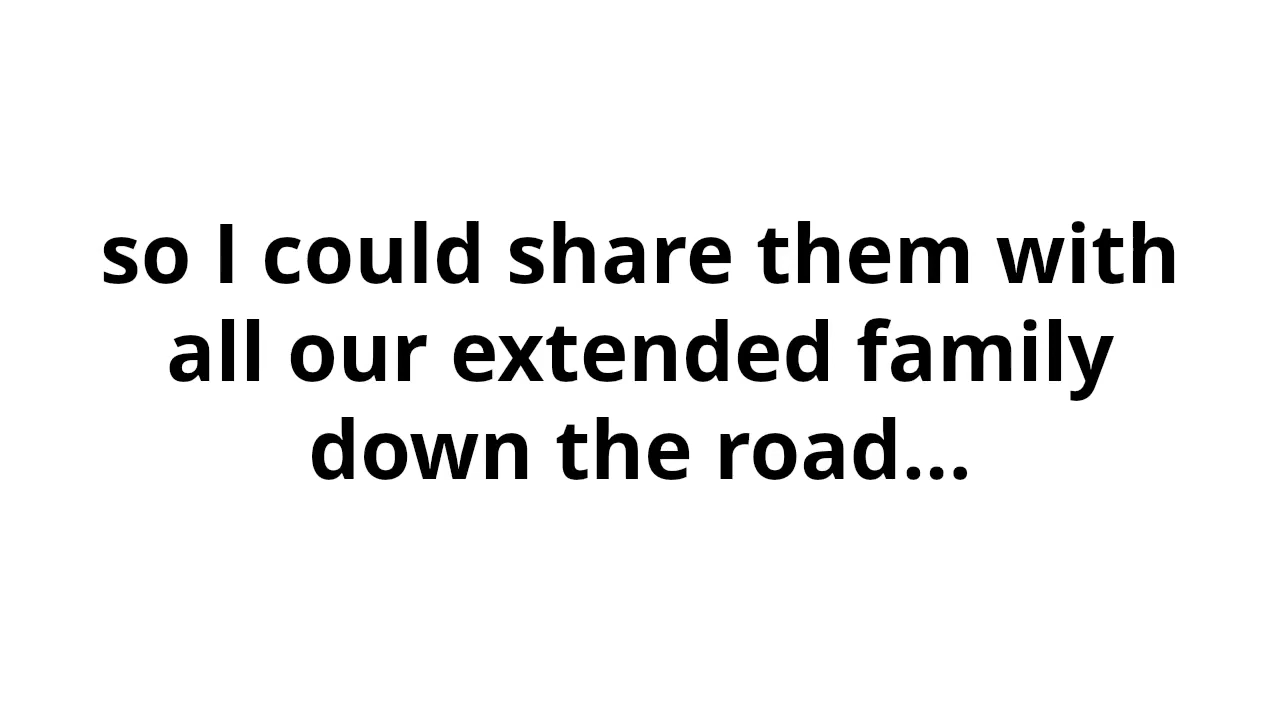 so I could share them with
all our extended family
down the road...